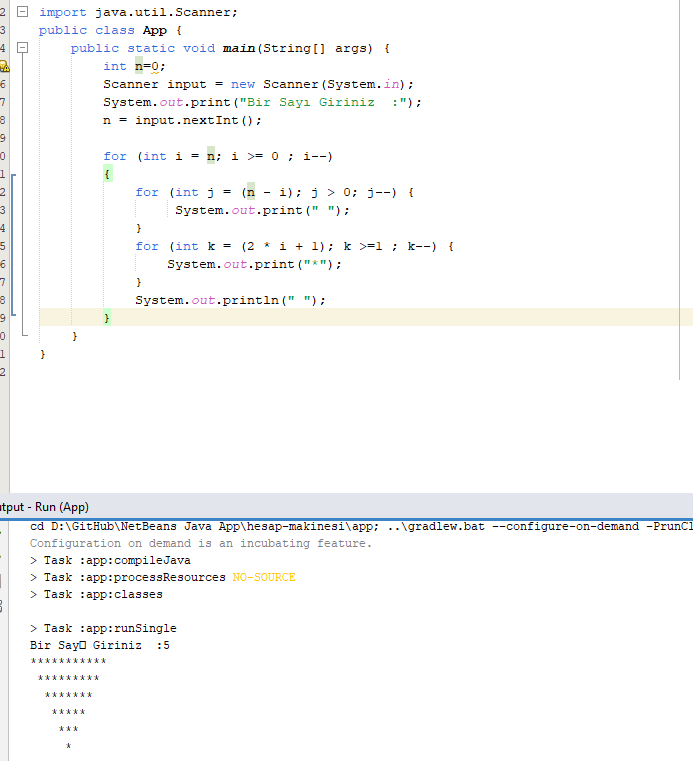 2 import java.util.Scanner;
3 public class App {
4     public static void main(String[] args) {
        int n=0;
6         Scanner input = new Scanner(System.in);
7         System.out.print("Bir Sayı Giriniz  :");
8         n = input.nextInt();
9
0         for (int i = n; i >= 0 ; i--)
1         {
2             for (int j = (n - i); j > 0; j--) {
3                  System.out.print(" ");
4             }
5             for (int k = (2 * i + 1); k >=1 ; k--) {
6                 System.out.print("*");
7             }
8             System.out.println(" ");
9         }
0     }
1 }
2
utput - Run (App)
cd D:\GitHub\NetBeans Java App\hesap-makinesi\app; ..\gradlew.bat --configure-on-demand -PrunCl
Configuration on demand is an incubating feature.
> Task :app:compileJava
> Task :app:processResources NO-SOURCE
> Task :app:classes

> Task :app:runSingle
Bir Say□ Giriniz  :5
***********
 *********
  *******
   *****
    ***
     *